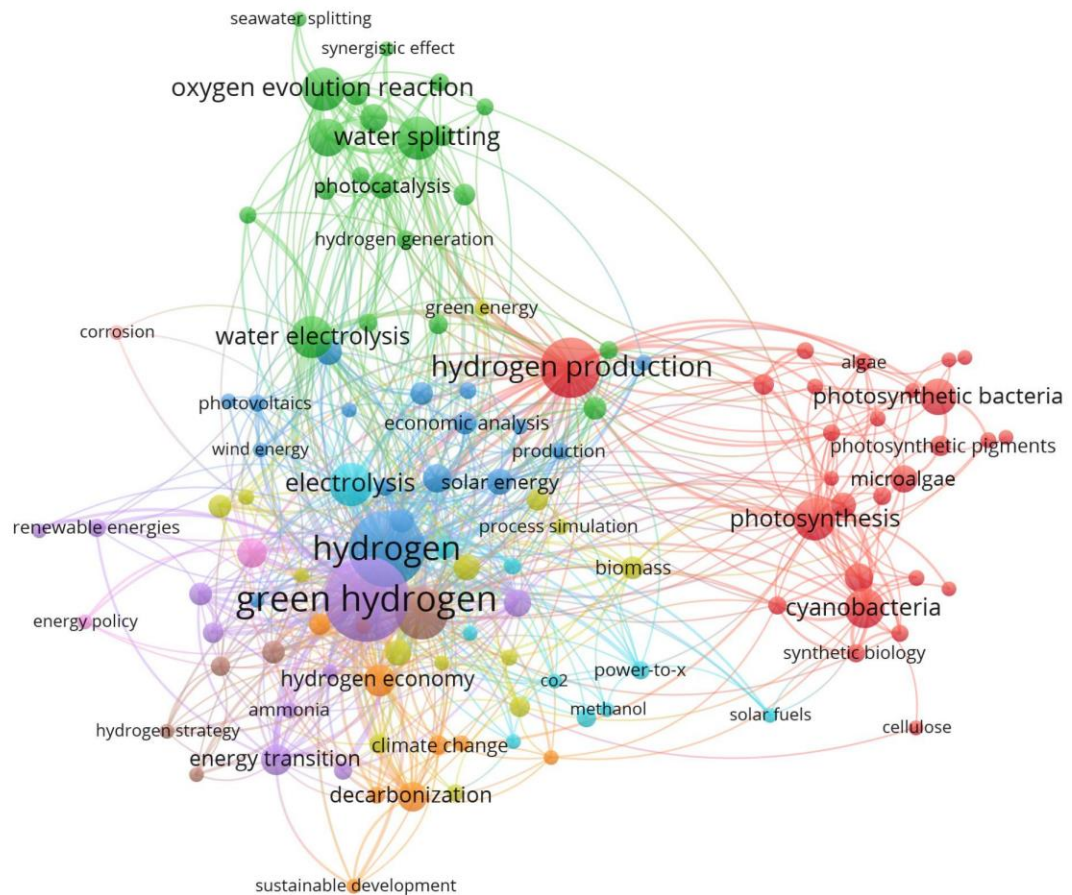 seawater splitting
synergistic effect
oxygen evolution reaction
water splitting
photocatalysis
hydrogen generation
green energy
corrosion
water electrolysis
hydrogen production
algae
photovoltaics
photosynthetic bacteria
economic analysis
wind energy
production
photosynthetic pigments
electrolysis
solar energy
microalgae
renewable energies
process simulation
photosynthesis
hydrogen
biomass
green hydrogen
cyanobacteria
energy policy
synthetic biology
hydrogen economy
co2
power-to-x
ammonia
methanol
solar fuels
hydrogen strategy
cellulose
climate change
energy transition
decarbonization
sustainable development